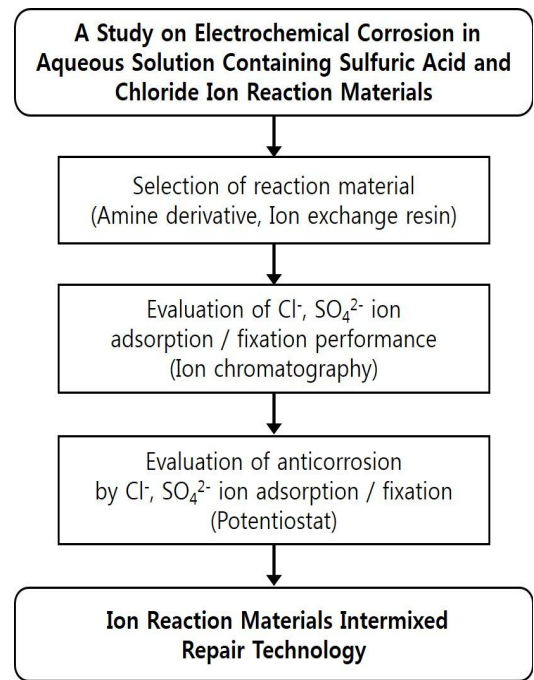 A Study on Electrochemical Corrosion in
Aqueous Solution Containing Sulfuric Acid and
Chloride Ion Reaction Materials
Selection of reaction material
(Amine derivative, Ion exchange resin)
Evaluation of Cl⁻, SO₄²⁻ ion
adsorption / fixation performance
(Ion chromatography)
Evaluation of anticorrosion
by Cl⁻, SO₄²⁻ ion adsorption / fixation
(Potentiostat)
Ion Reaction Materials Intermixed
Repair Technology